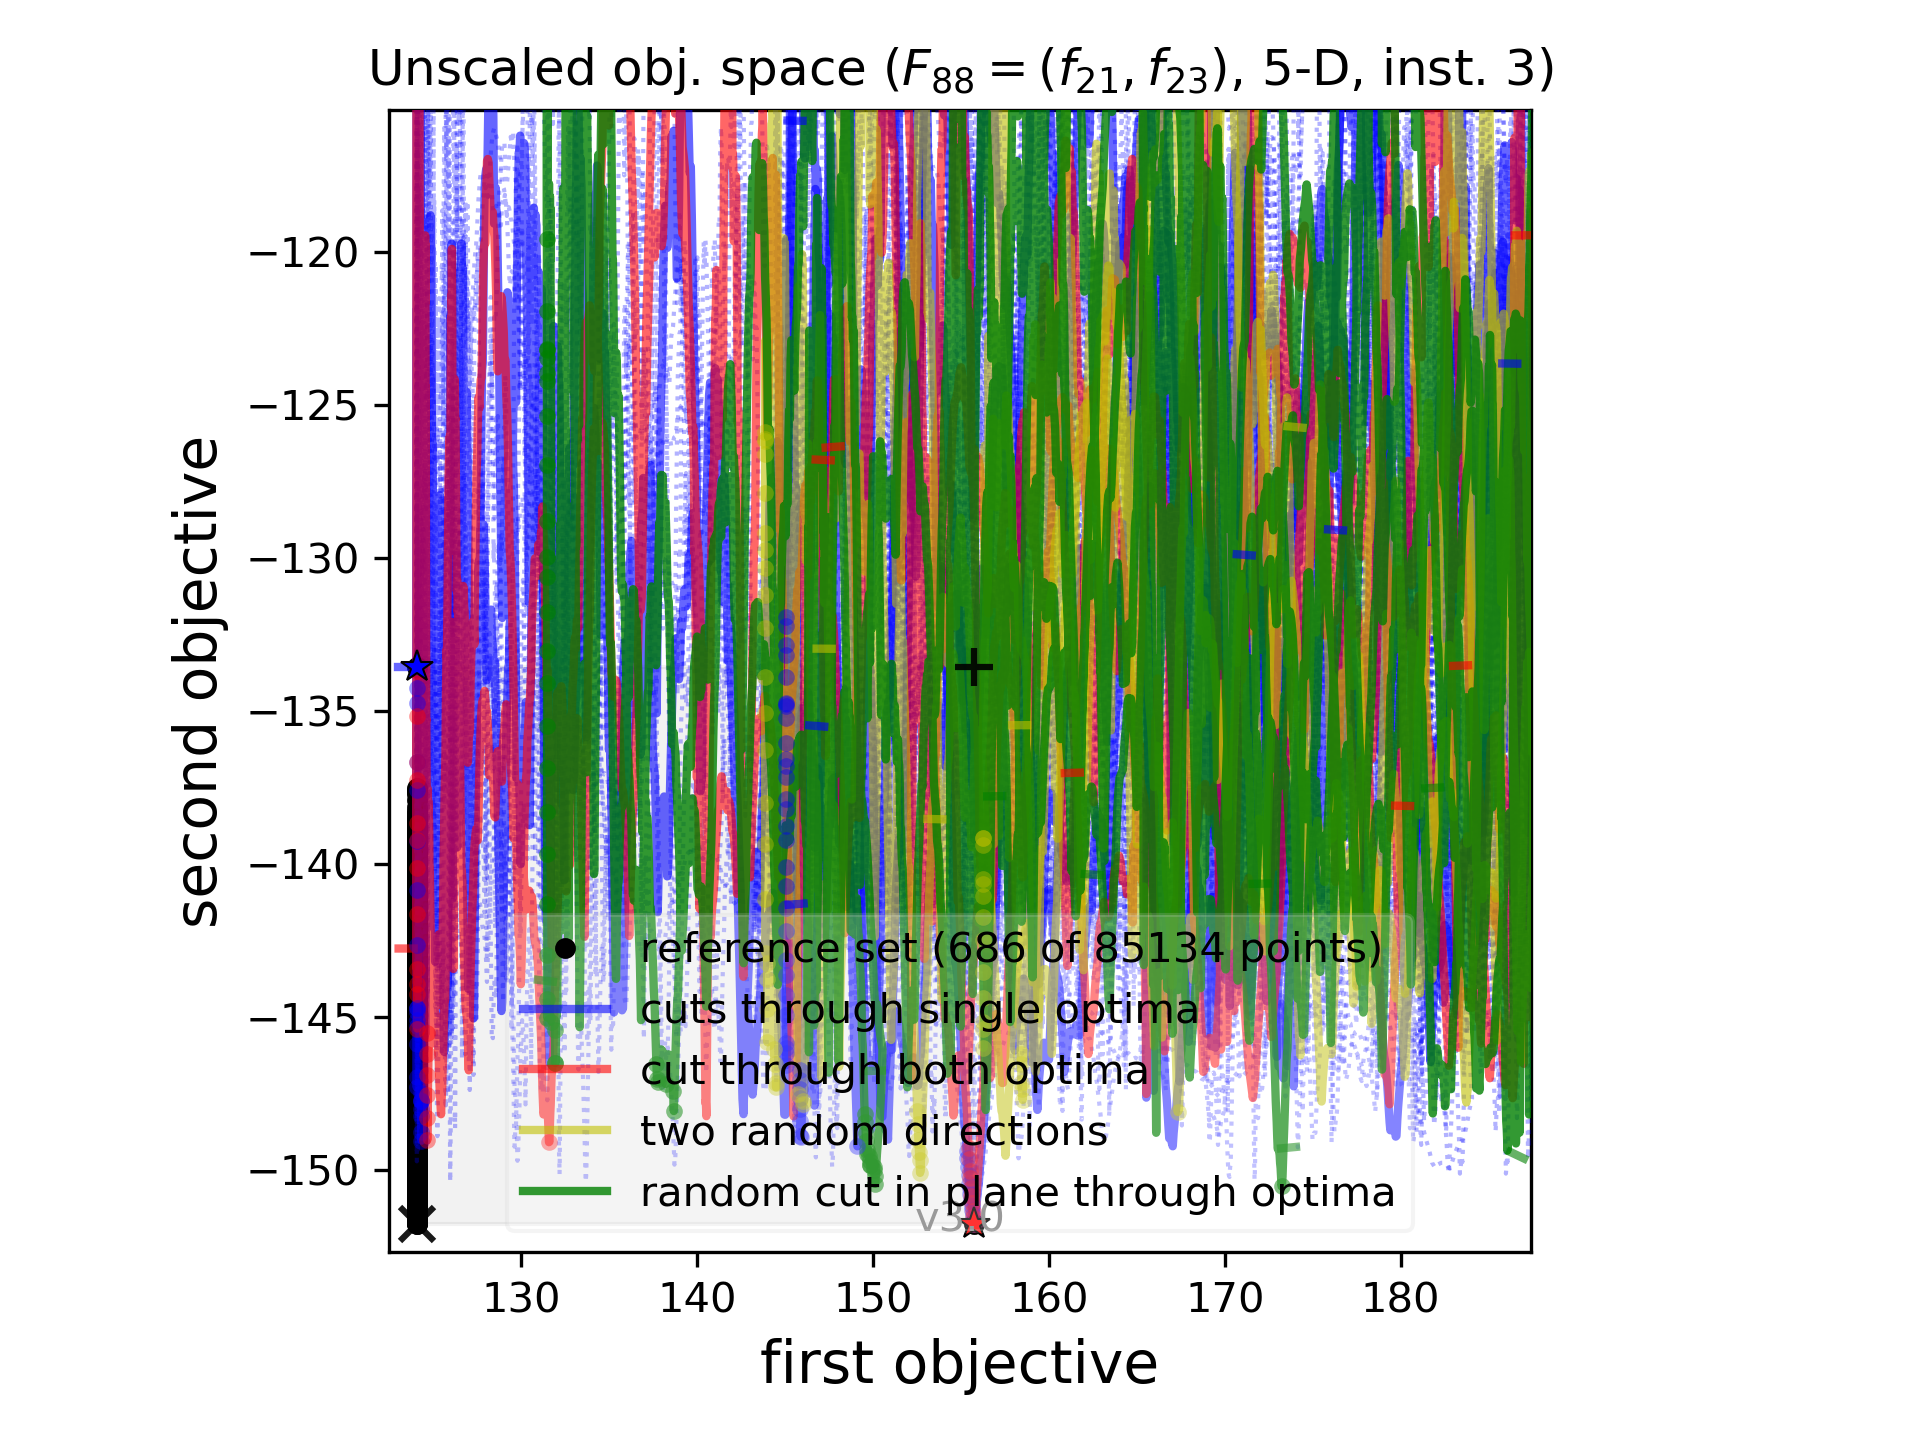 Unscaled obj. space (F88 = (f21, f23), 5-D, inst. 3)
second objective
−120
−125
−130
−135
−140
−145
−150
reference set (686 of 85134 points)
cuts through single optima
cut through both optima
two random directions
random cut in plane through optima
v3.0
130 140 150 160 170 180
first objective